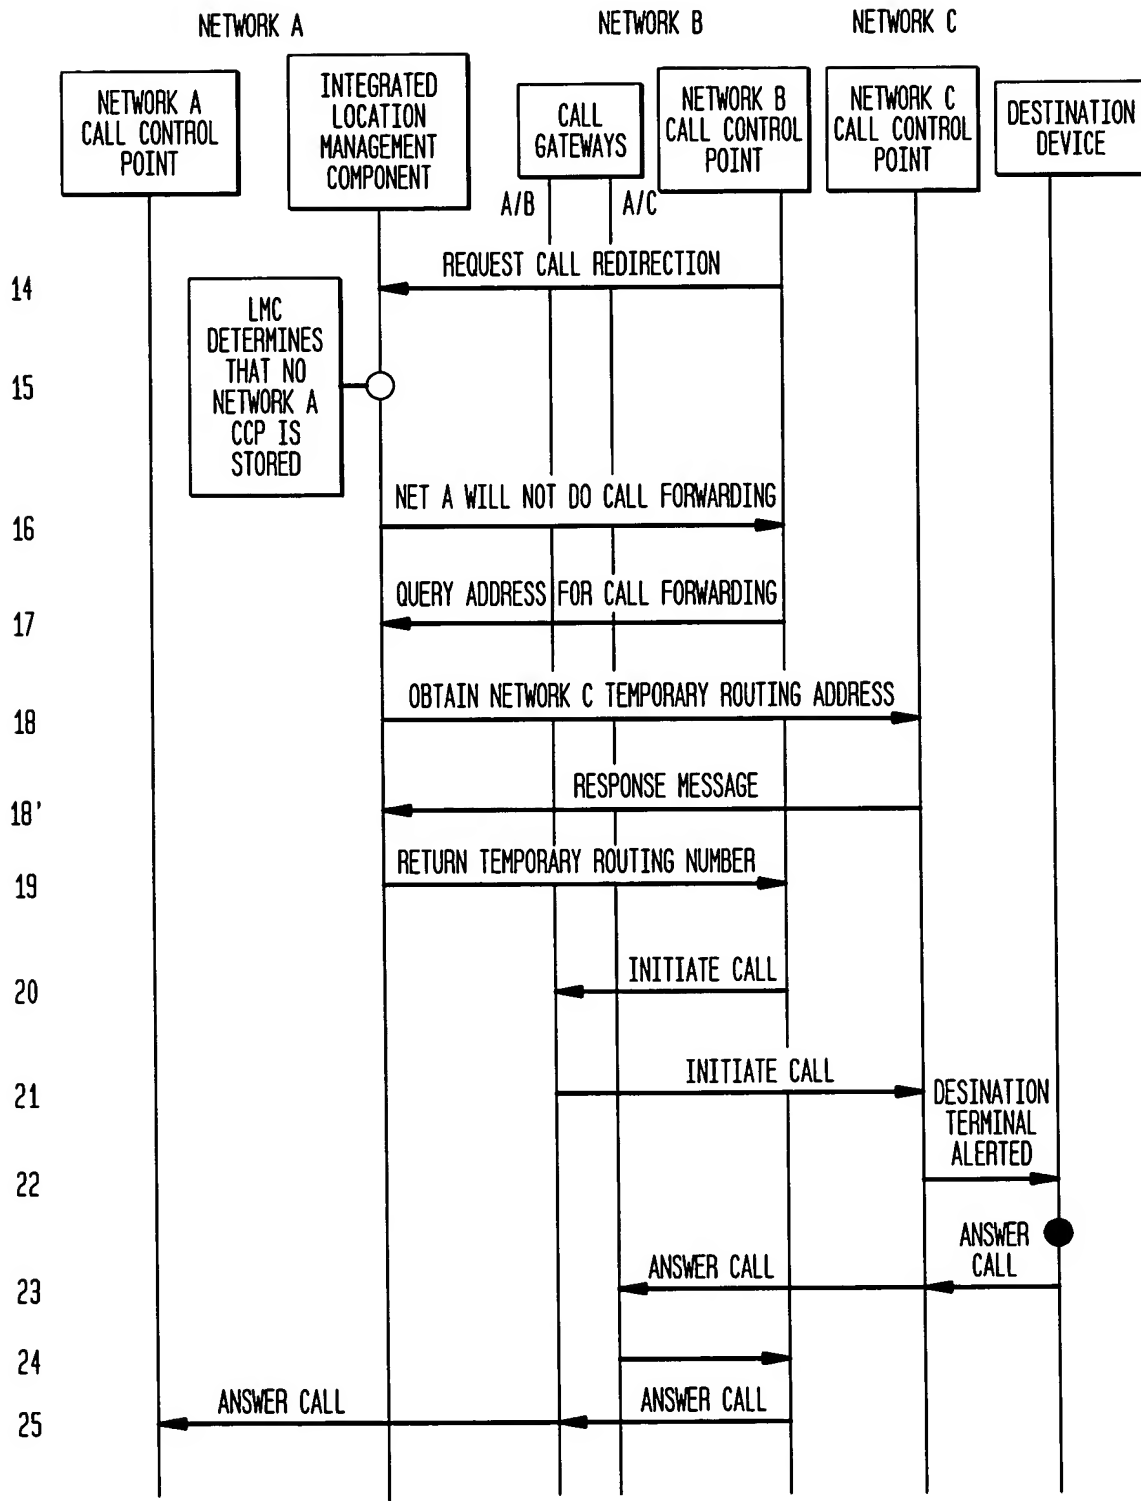 NETWORK A
NETWORK B
NETWORK C
NETWORK A
CALL CONTROL
POINT
INTEGRATED
LOCATION
MANAGEMENT
COMPONENT
CALL
GATEWAYS
NETWORK B
CALL CONTROL
POINT
NETWORK C
CALL CONTROL
POINT
DESTINATION
DEVICE
A/B
A/C
14
REQUEST CALL REDIRECTION
15
LMC
DETERMINES
THAT NO
NETWORK A
CCP IS
STORED
16
NET A WILL NOT DO CALL FORWARDING
17
QUERY ADDRESS FOR CALL FORWARDING
18
OBTAIN NETWORK C TEMPORARY ROUTING ADDRESS
18'
RESPONSE MESSAGE
19
RETURN TEMPORARY ROUTING NUMBER
20
INITIATE CALL
21
INITIATE CALL
22
DESINATION
TERMINAL
ALERTED
23
ANSWER CALL
ANSWER
CALL
24
25
ANSWER CALL
ANSWER CALL